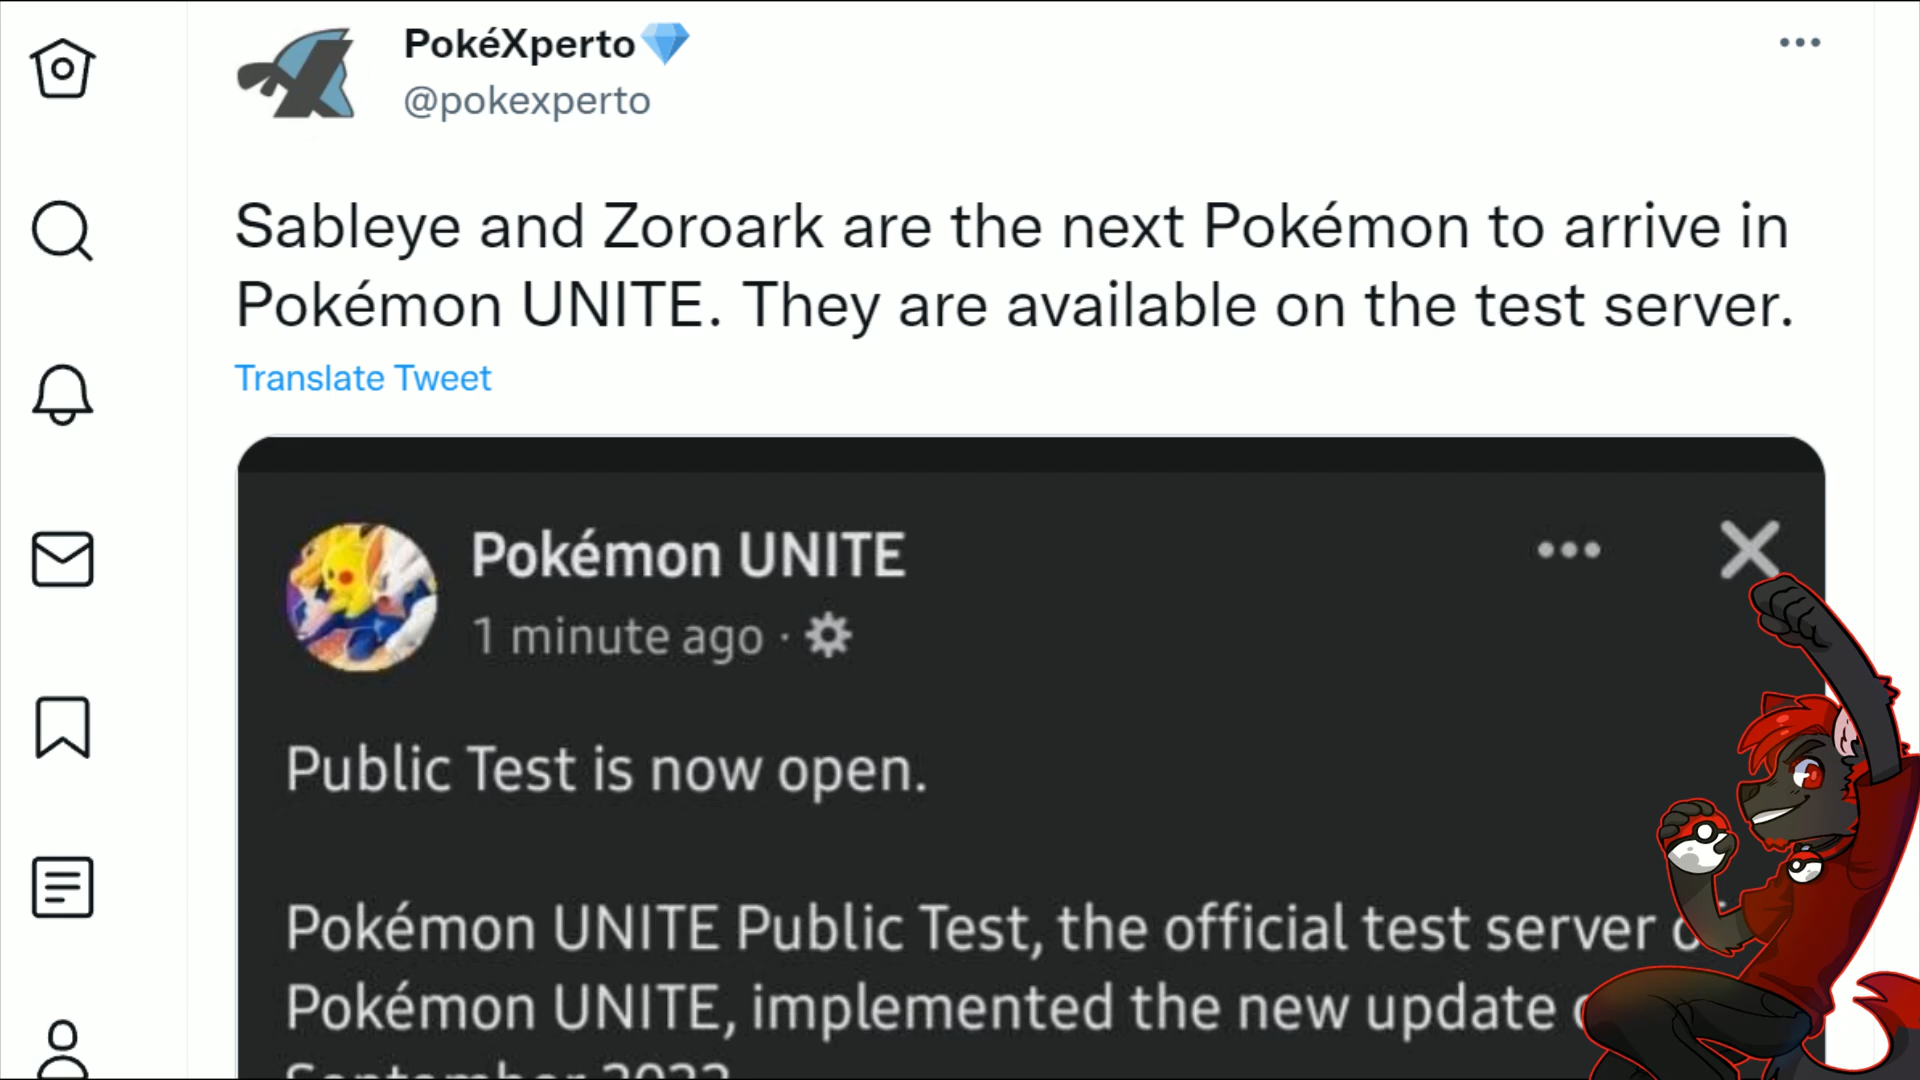 PokéXperto💎
@pokexperto
Sableye and Zoroark are the next Pokémon to arrive in
Pokémon UNITE. They are available on the test server.
Translate Tweet
Pokémon UNITE
1 minute ago ·
Public Test is now open.
Pokémon UNITE Public Test, the official test server
Pokémon UNITE, implemented the new update
September 2022